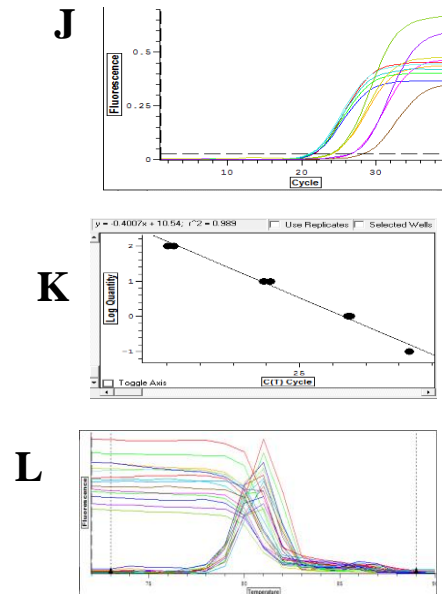 J
Fluorescence
0.5
0.25
0
10
20
30
Cycle
K
y = -0.4007x + 10.54; r^2 = 0.989 Use Replicates Selected Wells
Log Quantity
2
1
0
-1
25
Toggle Axis
C(T) Cycle
L
Fluorescence
Temperature